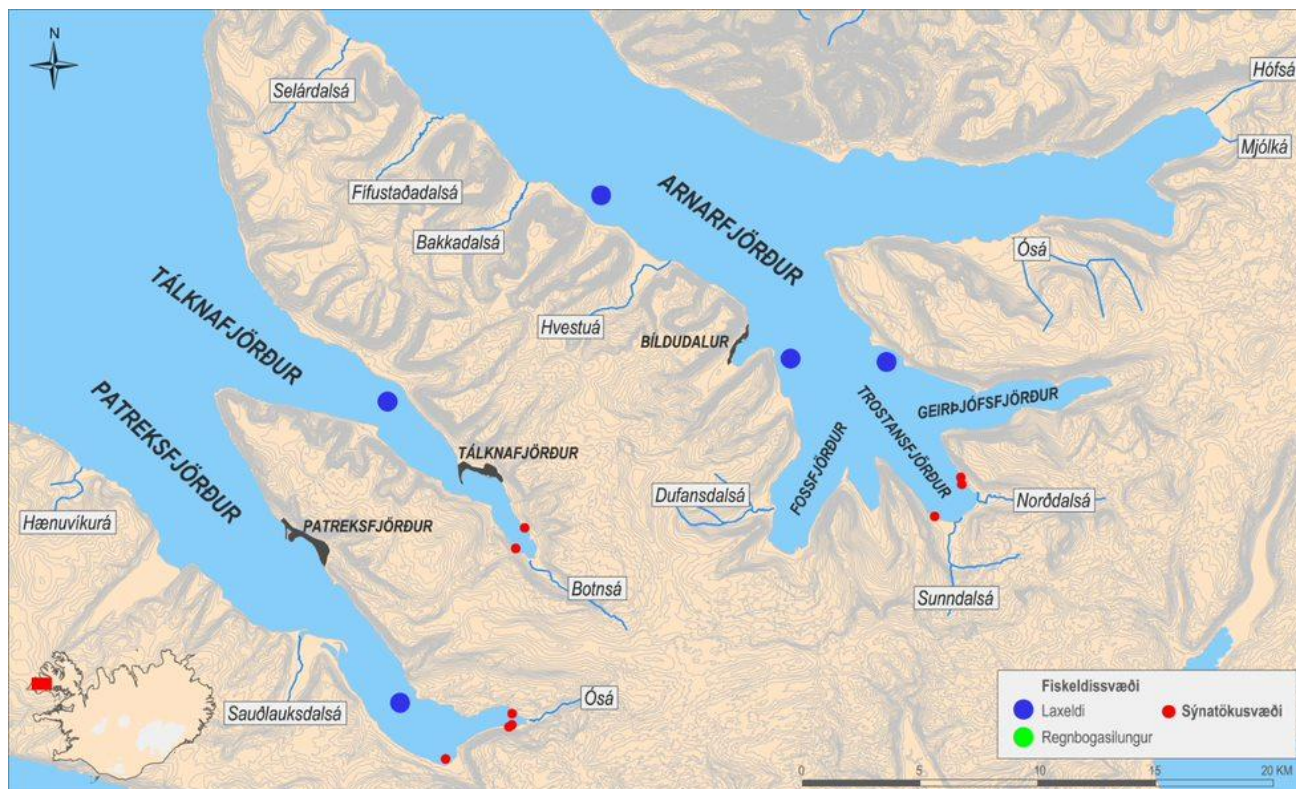 N
Selárdalsá
Hófsá
Mjólká
Fífustaðadalsá
ARNARFJÖRÐUR
Bakkadalsá
Ósá
TÁLKNAFJÖRÐUR
Hvestuá
BÍLDUDALUR
PATREKSFJÖRÐUR
GEIRÞJÓFSFJÖRÐUR
TROSTANSFJÖRÐUR
TÁLKNAFJÖRÐUR
FOSSFJÖRÐUR
Dufansdalsá
Norðdalsá
Hænuvíkurá
PATREKSFJÖRÐUR
Botnsá
Sunndalsá
Sauðlauksdalsá
Ósá
Fiskeldissvæði
Laxeldi
Sýnatökusvæði
Regnbogasilungur
0 5 10 15 20 KM